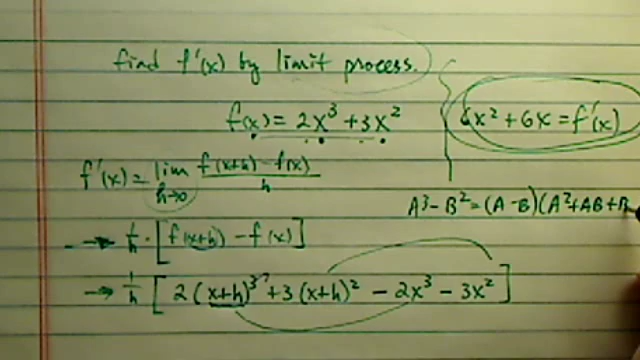 find f'(x) by limit process.
f(x) = 2x³ + 3x²
6x² + 6x = f'(x)
f'(x) = lim h→0 f(x+h) - f(x) / h
A³ - B² = (A - B)(A² + AB + B
→ 1/h · [f(x+h) - f(x)]
→ 1/h [2(x+h)³ + 3(x+h)² - 2x³ - 3x²]